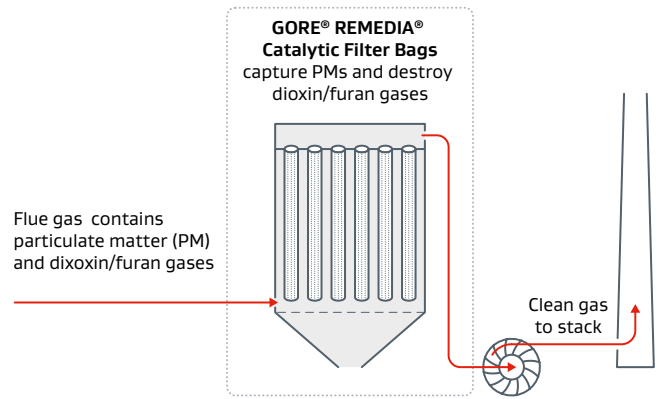 GORE® REMEDIA®
Catalytic Filter Bags
capture PMs and destroy
dioxin/furan gases
Flue gas contains
particulate matter (PM)
and dixoxin/furan gases
Clean gas
to stack